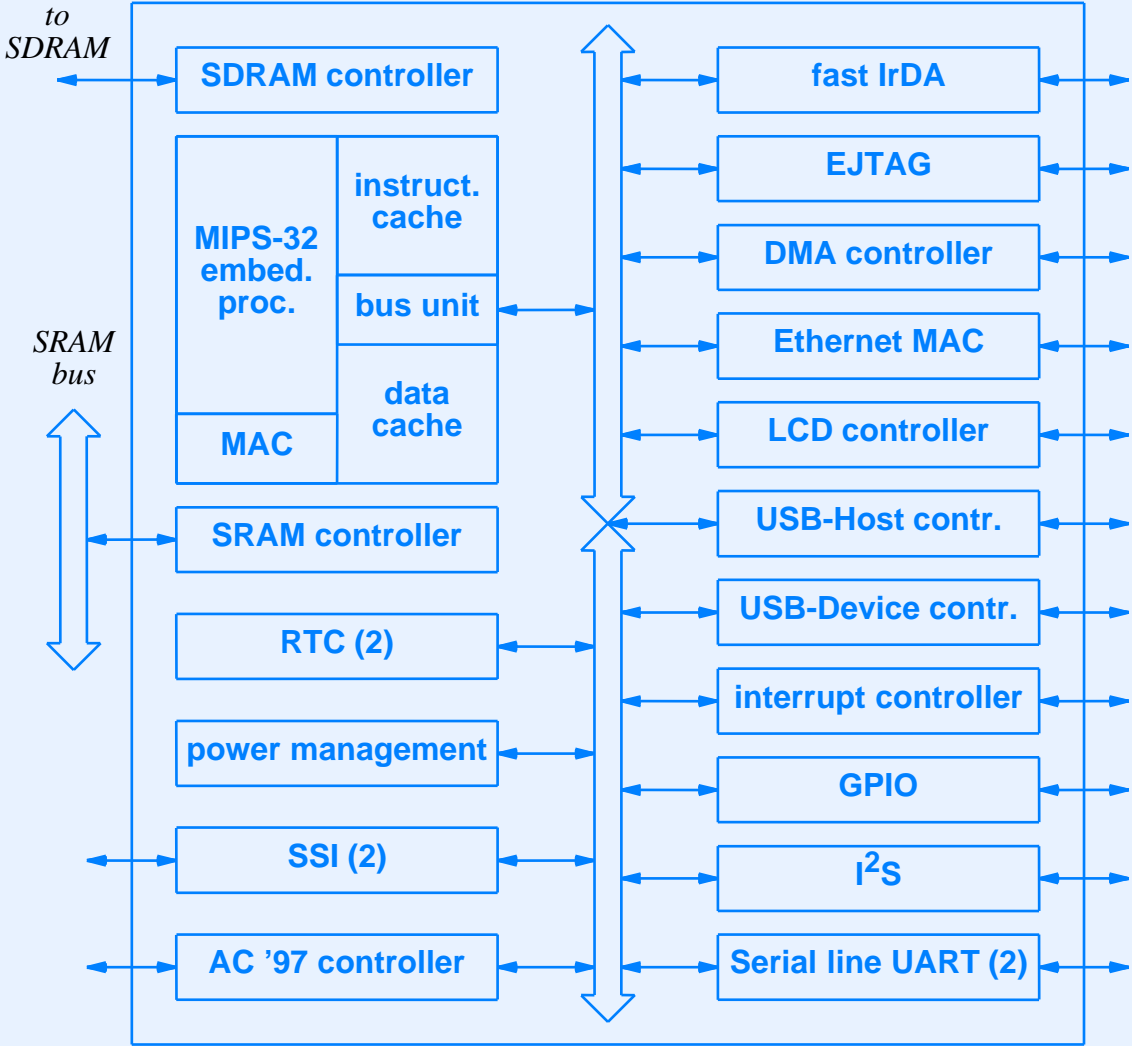 to
SDRAM
SDRAM controller
MIPS-32
embed.
proc.
instruct.
cache
bus unit
data
cache
MAC
SRAM
bus
SRAM controller
RTC (2)
power management
SSI (2)
AC ’97 controller
fast IrDA
EJTAG
DMA controller
Ethernet MAC
LCD controller
USB-Host contr.
USB-Device contr.
interrupt controller
GPIO
I²S
Serial line UART (2)